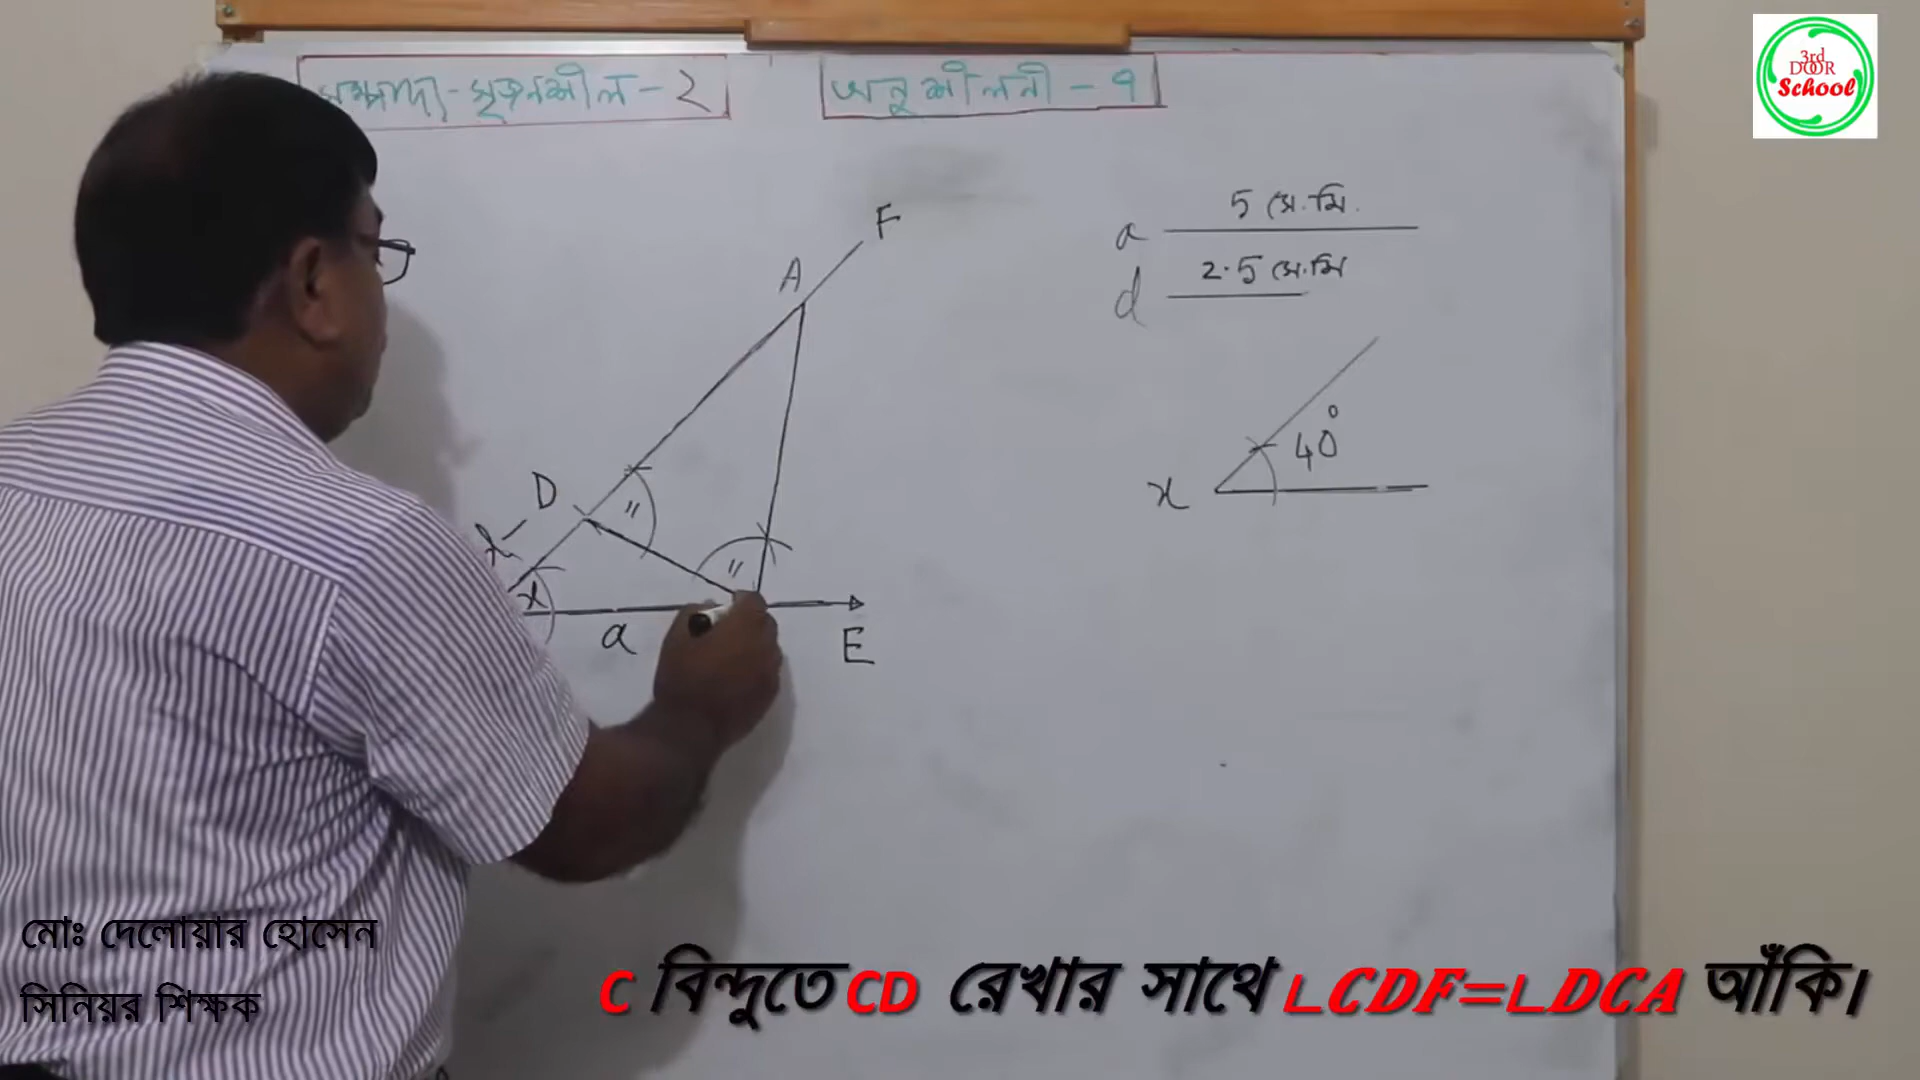 সম্পাদ্য-সৃজনশীল-২
অনুশীলনী-৭
3rd
DOOR
School
F
A
D
d
x
a
E
a 5 সে.মি.
d 2.5 সে.মি
x 40°
মোঃ দেলোয়ার হোসেন
সিনিয়র শিক্ষক
C বিন্দুতে CD রেখার সাথে ∟CDF=∟DCA আঁকি।